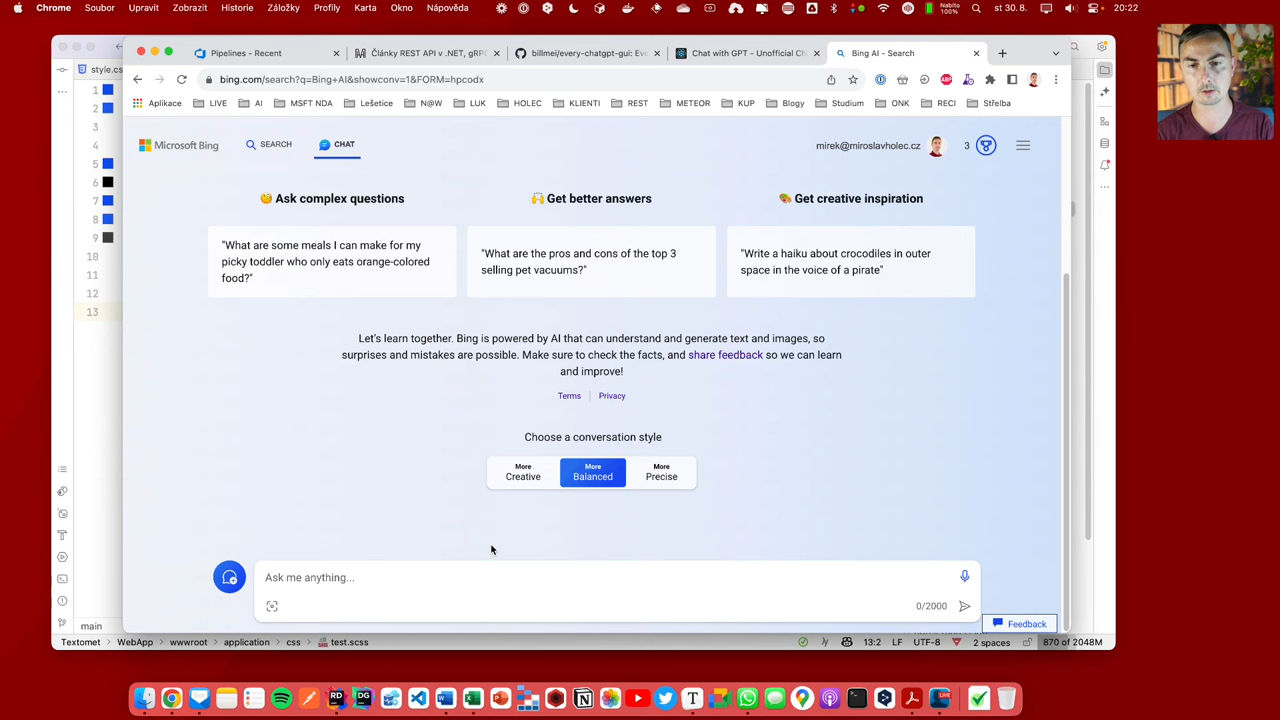 Chrome Soubor Upravit Zobrazit Historie Záložky Profily Karta Okno Nápověda Nabito 100% st 30. 8. 20:22
Pipelines - Recent
Články REST API v .NET, gRPC
billmei/every-chatgpt-gui: Eve
Chat with GPT - Unofficial Ch
Bing AI - Search
style.cs
bing.com/search?q=Bing+AI&showconv=1&FORM=hpcodx
Aplikace LIVE AI MSFT NDA Lešetice N@W LUK HOLEC KLIENTI REST METEOR KUP Blogy Studium ONK RECI Střelba
1
2
3
4
5
6
7
8
9
10
11
12
13
Microsoft Bing SEARCH CHAT mirek@miroslavholec.cz 3
Ask complex questions
Get better answers
Get creative inspiration
"What are some meals I can make for my
picky toddler who only eats orange-colored
food?"
"What are the pros and cons of the top 3
selling pet vacuums?"
"Write a haiku about crocodiles in outer
space in the voice of a pirate"
Let's learn together. Bing is powered by AI that can understand and generate text and images, so
surprises and mistakes are possible. Make sure to check the facts, and share feedback so we can learn
and improve!
Terms Privacy
Choose a conversation style
More
Creative
More
Balanced
More
Precise
Ask me anything...
0/2000
Feedback
main
Textomet WebApp wwwroot application css test.scss 13:2 LF UTF-8 2 spaces 870 of 2048M
RD
DG
LIVE